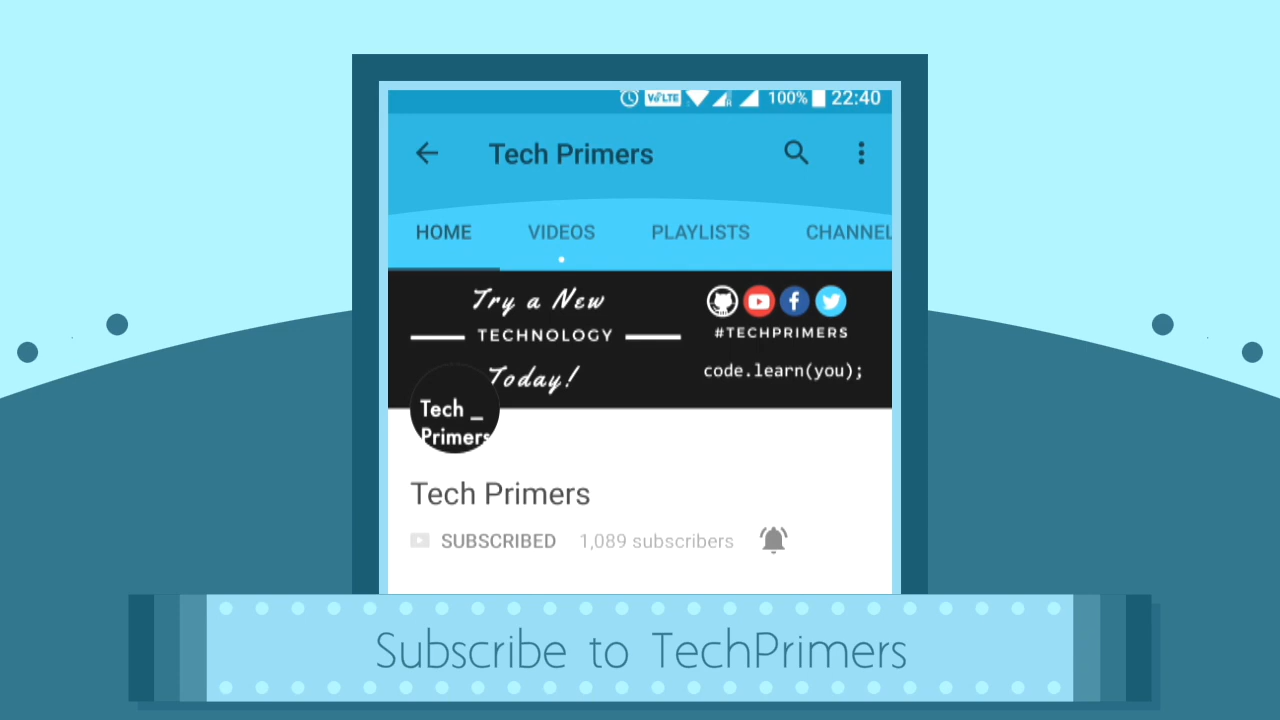 VoLTE 100% 22:40
Tech Primers
HOME VIDEOS PLAYLISTS CHANNEL
Try a New
TECHNOLOGY
Today!
#TECHPRIMERS
code.learn(you);
Tech _
Primers
Tech Primers
SUBSCRIBED 1,089 subscribers
Subscribe to TechPrimers